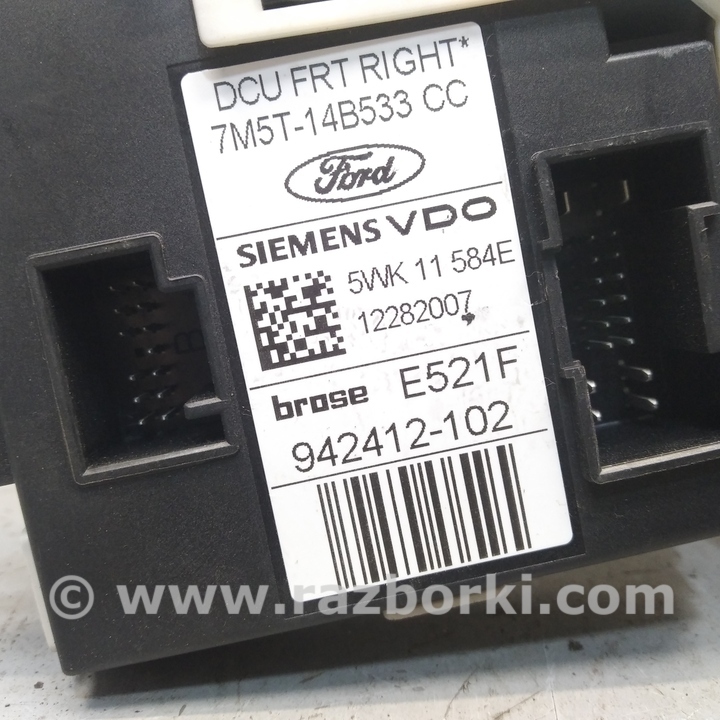 DCU FRT RIGHT*
7M5T-14B533 CC
Ford
SIEMENS VDO
5WK 11 584E
12282007
brose E521F
942412-102
© www.razborki.com